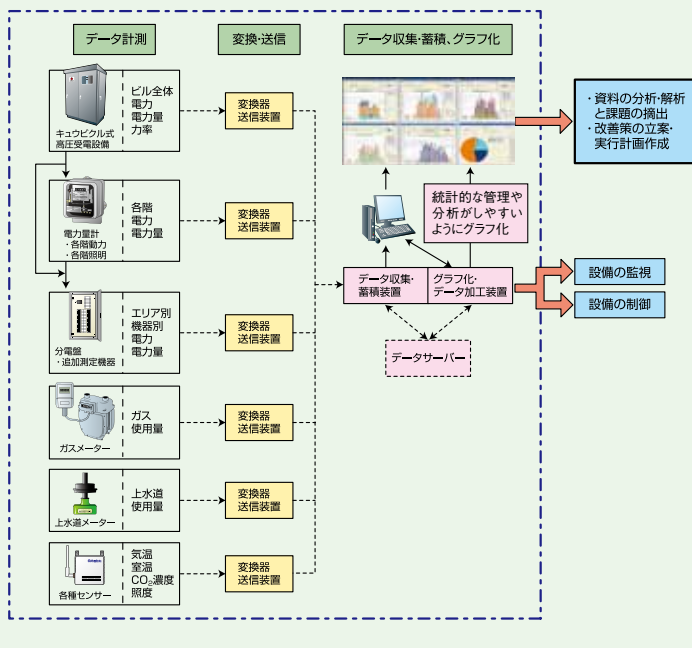 データ計測
変換・送信
データ収集・蓄積、グラフ化
キュウビクル式
高圧受電設備
ビル全体
電力
電力量
力率
変換器
送信装置
電力量計
・各階動力
・各階照明
各階
電力
電力量
変換器
送信装置
分電盤
・追加測定機器
エリア別
機器別
電力
電力量
変換器
送信装置
ガスメーター
ガス
使用量
変換器
送信装置
上水道メーター
上水道
使用量
変換器
送信装置
各種センサー
気温
室温
CO₂濃度
照度
変換器
送信装置
統計的な管理や
分析がしやすい
ようにグラフ化
データ収集・
蓄積装置
グラフ化・
データ加工装置
データサーバー
・資料の分析・解析
と課題の摘出
・改善策の立案・
実行計画作成
設備の監視
設備の制御